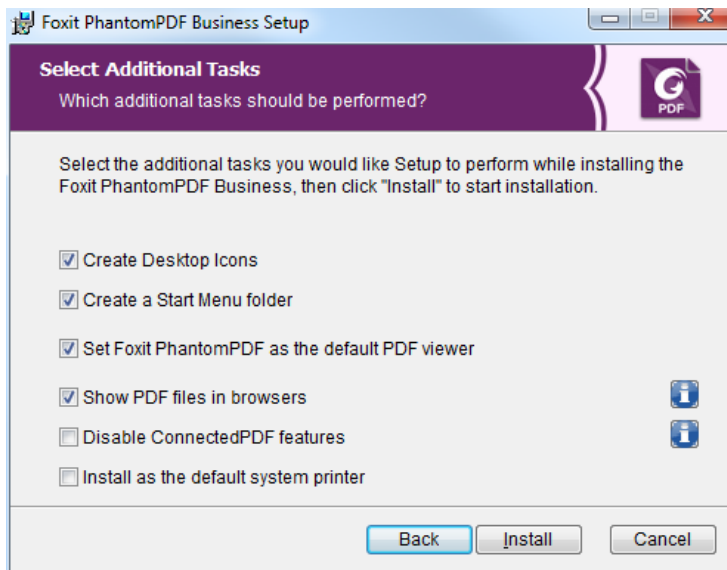 Foxit PhantomPDF Business Setup
Select Additional Tasks
Which additional tasks should be performed?
PDF
Select the additional tasks you would like Setup to perform while installing the
Foxit PhantomPDF Business, then click "Install" to start installation.
Create Desktop Icons
Create a Start Menu folder
Set Foxit PhantomPDF as the default PDF viewer
Show PDF files in browsers
Disable ConnectedPDF features
Install as the default system printer
Back Install Cancel